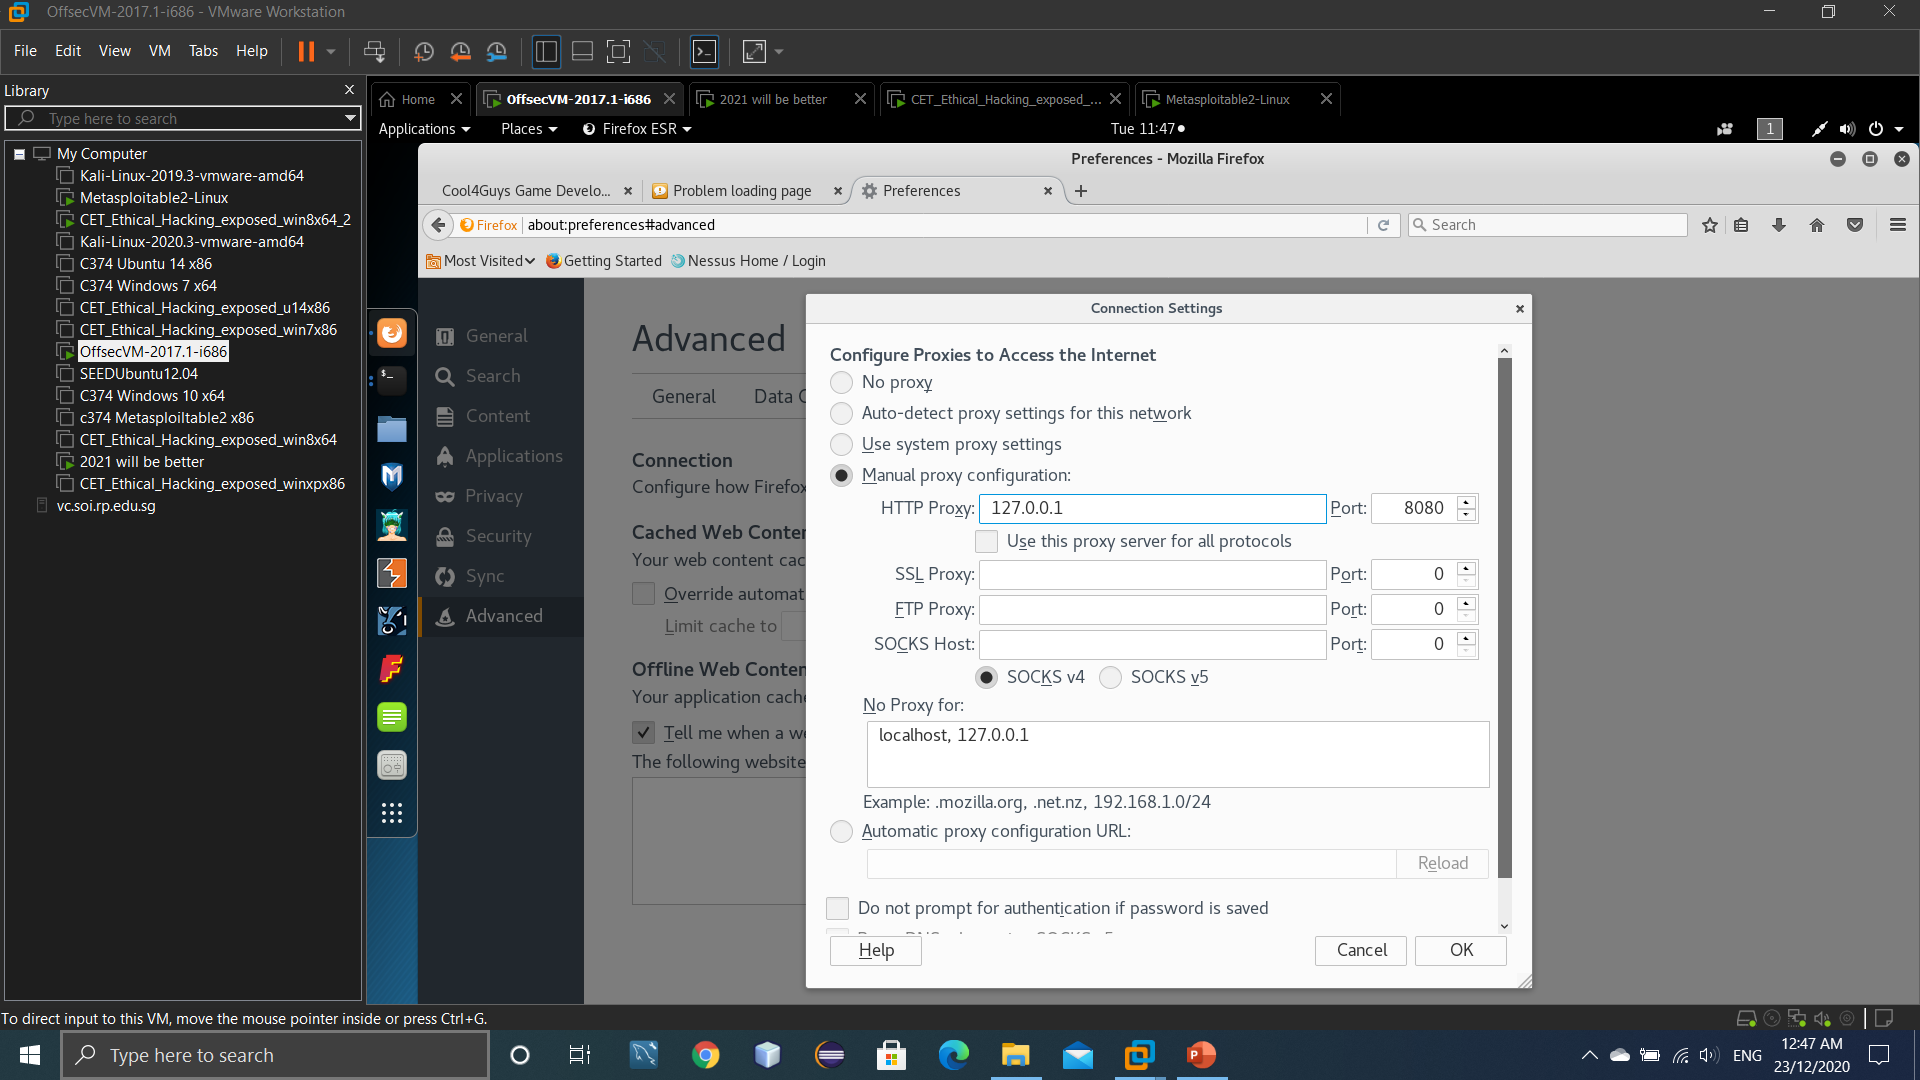 OffsecVM-2017.1-i686 - VMware Workstation
File Edit View VM Tabs Help
Library
Type here to search
My Computer
Kali-Linux-2019.3-vmware-amd64
Metasploitable2-Linux
CET_Ethical_Hacking_exposed_win8x64_2
Kali-Linux-2020.3-vmware-amd64
C374 Ubuntu 14 x86
C374 Windows 7 x64
CET_Ethical_Hacking_exposed_u14x86
CET_Ethical_Hacking_exposed_win7x86
OffsecVM-2017.1-i686
SEEDUbuntu12.04
C374 Windows 10 x64
c374 Metasploiltable2 x86
CET_Ethical_Hacking_exposed_win8x64
2021 will be better
CET_Ethical_Hacking_exposed_winxpx86
vc.soi.rp.edu.sg
Home OffsecVM-2017.1-i686 2021 will be better CET_Ethical_Hacking_exposed_... Metasploitable2-Linux
Applications Places Firefox ESR Tue 11:47 1
Preferences - Mozilla Firefox
Cool4Guys Game Develo... Problem loading page Preferences
Firefox about:preferences#advanced Search
Most Visited Getting Started Nessus Home / Login
General
Search
Content
Applications
Privacy
Security
Sync
Advanced
Advanced
General Data C
Connection
Configure how Firefox
Cached Web Conten
Your web content cac
Override automat
Limit cache to
Offline Web Conten
Your application cache
Tell me when a we
The following website
Connection Settings
Configure Proxies to Access the Internet
No proxy
Auto-detect proxy settings for this network
Use system proxy settings
Manual proxy configuration:
HTTP Proxy: 127.0.0.1 Port: 8080
Use this proxy server for all protocols
SSL Proxy: Port: 0
FTP Proxy: Port: 0
SOCKS Host: Port: 0
SOCKS v4 SOCKS v5
No Proxy for:
localhost, 127.0.0.1
Example: .mozilla.org, .net.nz, 192.168.1.0/24
Automatic proxy configuration URL:
Reload
Do not prompt for authentication if password is saved
Help Cancel OK
To direct input to this VM, move the mouse pointer inside or press Ctrl+G.
Type here to search
ENG 12:47 AM
23/12/2020